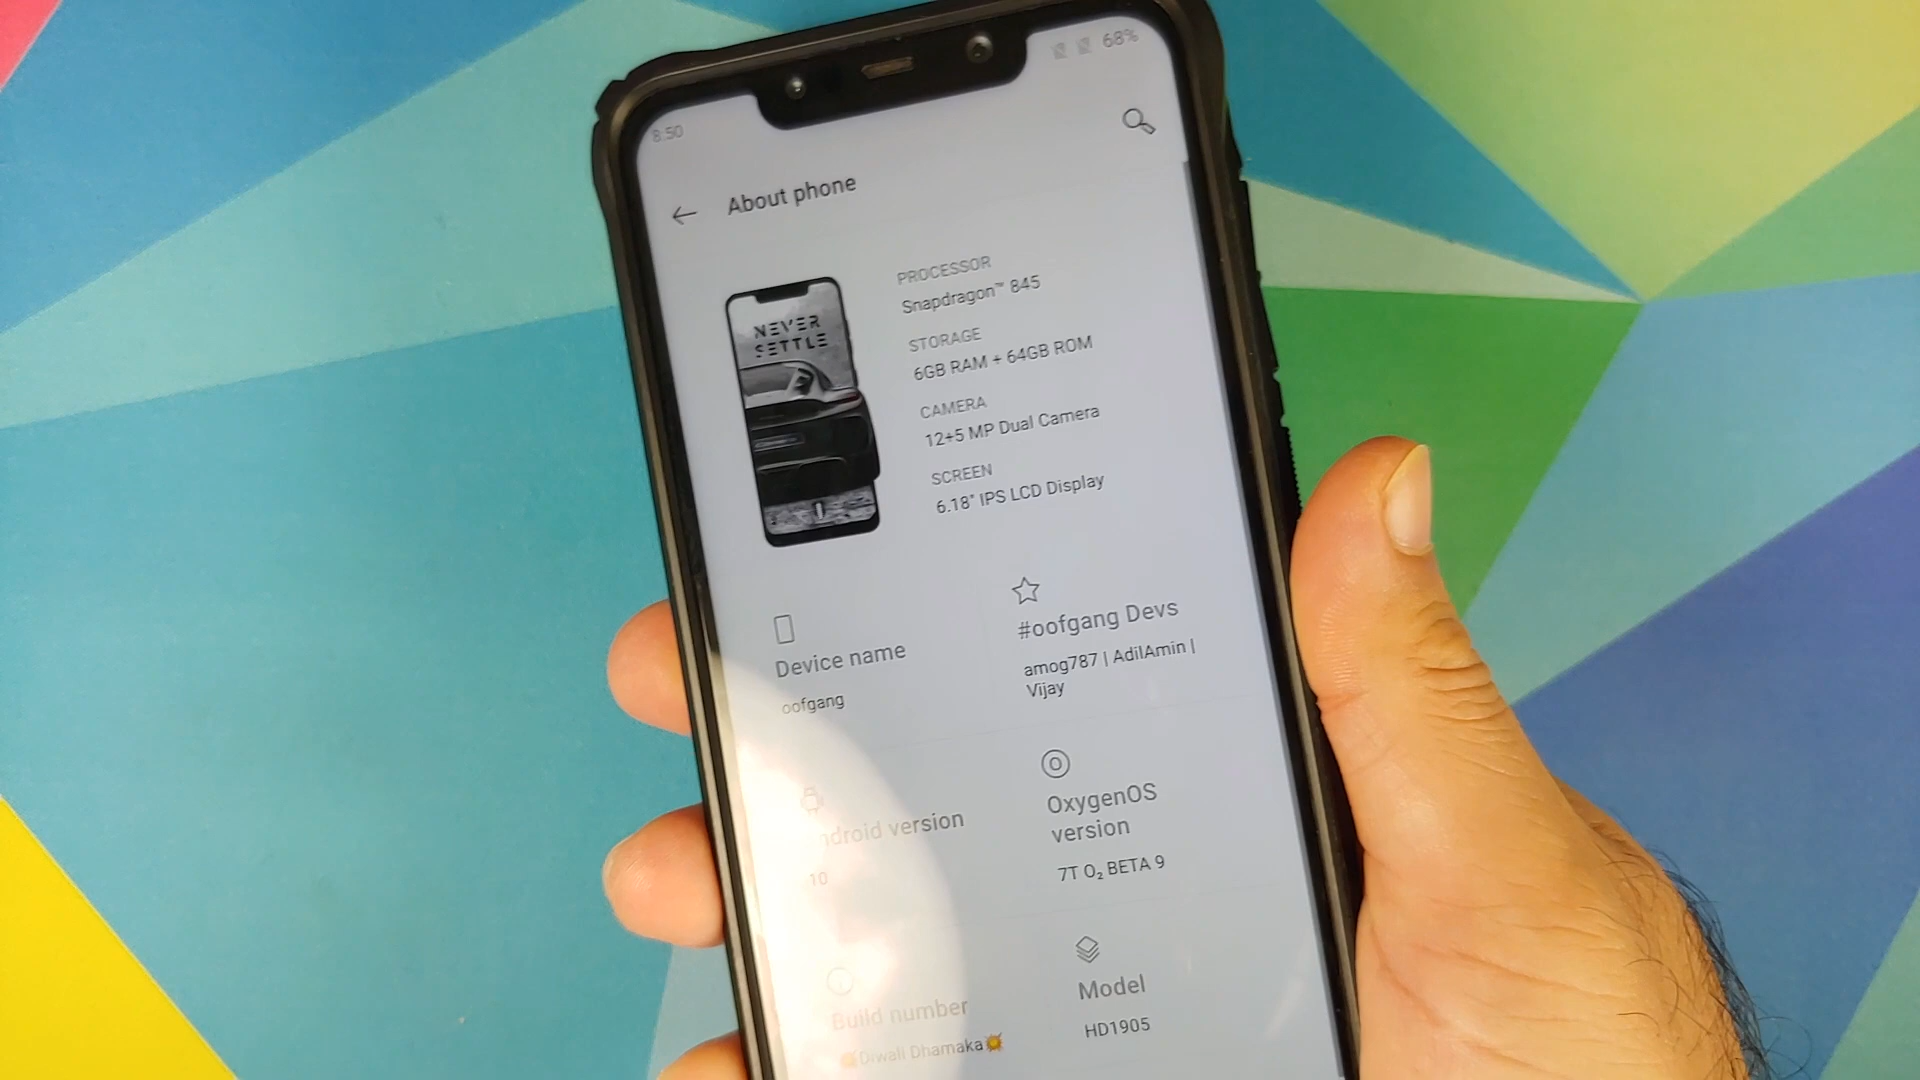 8:50
68%
About phone
NEVER
SETTLE
PROCESSOR
Snapdragon™ 845
STORAGE
6GB RAM + 64GB ROM
CAMERA
12+5 MP Dual Camera
SCREEN
6.18" IPS LCD Display
Device name
oofgang
#oofgang Devs
amog787 | AdilAmin |
Vijay
Android version
10
OxygenOS
version
7T O₂ BETA 9
Build number
💥Diwali Dhamaka💥
Model
HD1905